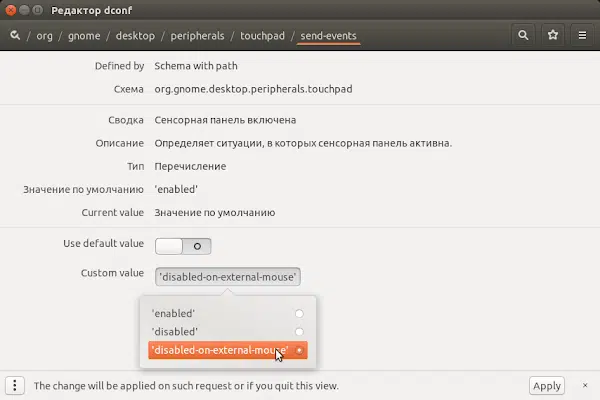 Редактор dconf
/ org / gnome / desktop / peripherals / touchpad / send-events
Defined by Schema with path
Схема org.gnome.desktop.peripherals.touchpad
Сводка Сенсорная панель включена
Описание Определяет ситуации, в которых сенсорная панель активна.
Тип Перечисление
Значение по умолчанию 'enabled'
Current value Значение по умолчанию
Use default value
Custom value 'disabled-on-external-mouse'
'enabled'
'disabled'
'disabled-on-external-mouse'
The change will be applied on such request or if you quit this view. Apply